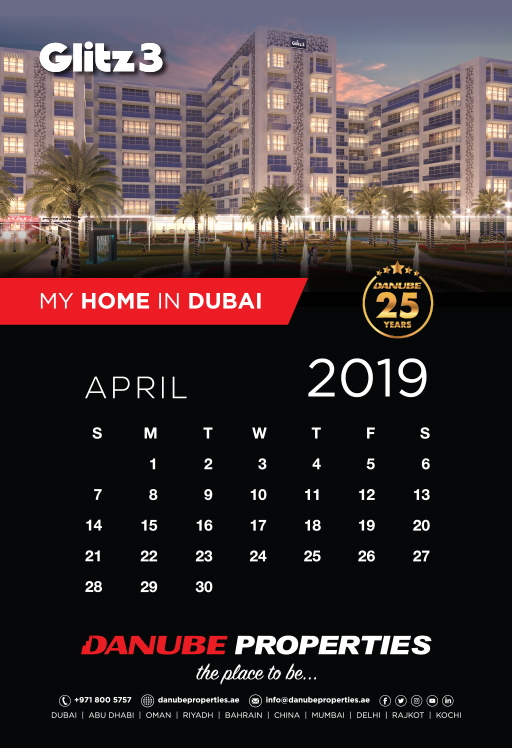 Glitz 3
GLITZ 3
MY HOME IN DUBAI
DANUBE
25
YEARS
APRIL 2019
S M T W T F S
1 2 3 4 5 6
7 8 9 10 11 12 13
14 15 16 17 18 19 20
21 22 23 24 25 26 27
28 29 30
DANUBE PROPERTIES
the place to be...
+971 800 5757 danubeproperties.ae info@danubeproperties.ae
DUBAI | ABU DHABI | OMAN | RIYADH | BAHRAIN | CHINA | MUMBAI | DELHI | RAJKOT | KOCHI